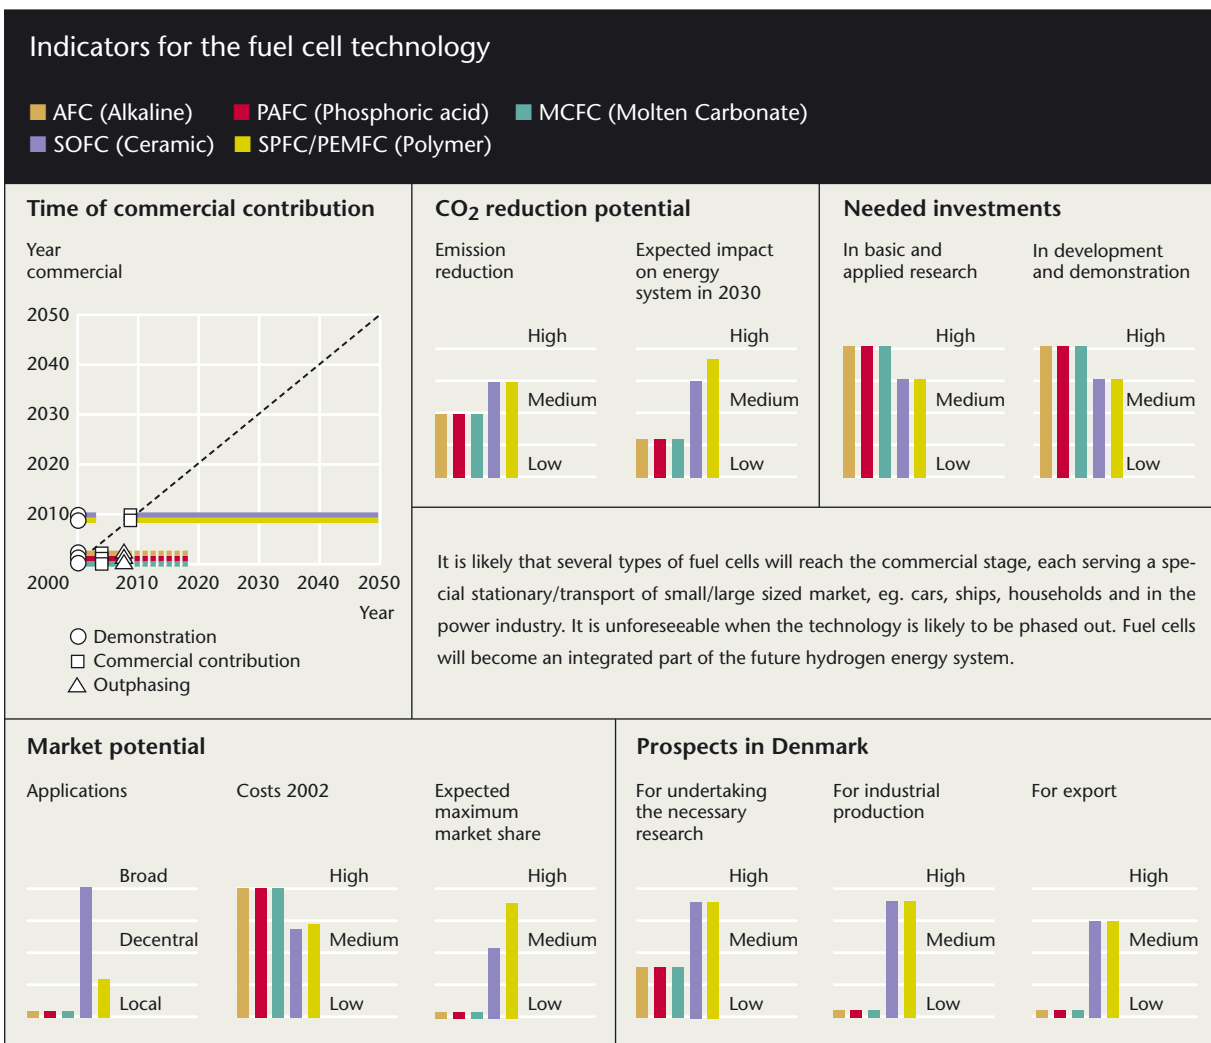 Indicators for the fuel cell technology
AFC (Alkaline) PAFC (Phosphoric acid) MCFC (Molten Carbonate)
SOFC (Ceramic) SPFC/PEMFC (Polymer)
Time of commercial contribution
Year
commercial
2050
2040
2030
2020
2010
2000 2010 2020 2030 2040 2050
Year
Demonstration
Commercial contribution
Outphasing
CO2 reduction potential
Emission
reduction
High
Medium
Low
Expected impact
on energy
system in 2030
High
Medium
Low
Needed investments
In basic and
applied research
High
Medium
Low
In development
and demonstration
High
Medium
Low
It is likely that several types of fuel cells will reach the commercial stage, each serving a spe-
cial stationary/transport of small/large sized market, eg. cars, ships, households and in the
power industry. It is unforeseeable when the technology is likely to be phased out. Fuel cells
will become an integrated part of the future hydrogen energy system.
Market potential
Applications
Broad
Decentral
Local
Costs 2002
High
Medium
Low
Expected
maximum
market share
High
Medium
Low
Prospects in Denmark
For undertaking
the necessary
research
High
Medium
Low
For industrial
production
High
Medium
Low
For export
High
Medium
Low